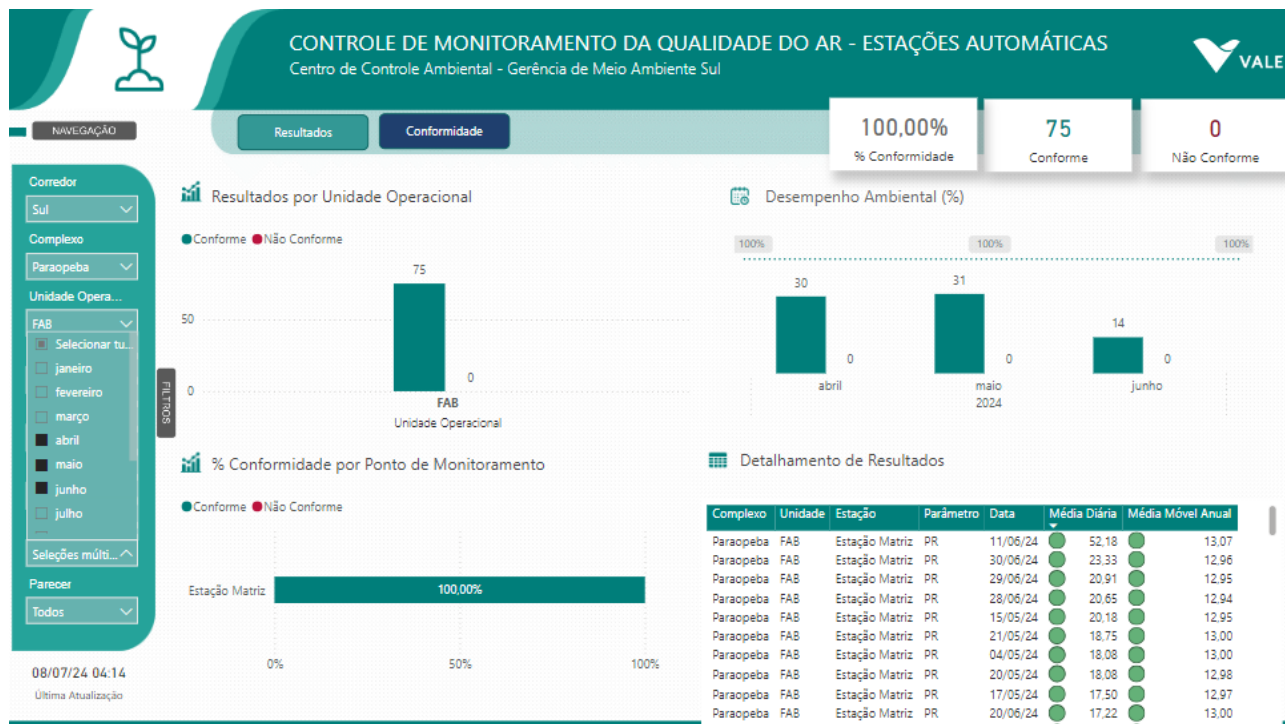 CONTROLE DE MONITORAMENTO DA QUALIDADE DO AR - ESTAÇÕES AUTOMÁTICAS
Centro de Controle Ambiental - Gerência de Meio Ambiente Sul
VALE
NAVEGAÇÃO
Resultados
Conformidade
100,00%
% Conformidade
75
Conforme
0
Não Conforme
Corredor
Sul
Complexo
Paraopeba
Unidade Opera...
FAB
Selecionar tu...
janeiro
fevereiro
março
abril
maio
junho
julho
Seleções múlti...
Parecer
Todos
08/07/24 04:14
Última Atualização
FILTROS
Resultados por Unidade Operacional
Conforme Não Conforme
75
50
0
0
FAB
Unidade Operacional
Desempenho Ambiental (%)
100% 100% 100%
30 0 31 0 14 0
abril maio junho
2024
% Conformidade por Ponto de Monitoramento
Conforme Não Conforme
Estação Matriz 100,00%
0% 50% 100%
Detalhamento de Resultados
Complexo Unidade Estação Parâmetro Data Média Diária Média Móvel Anual
Paraopeba FAB Estação Matriz PR 11/06/24 52,18 13,07
Paraopeba FAB Estação Matriz PR 30/06/24 23,33 12,96
Paraopeba FAB Estação Matriz PR 29/06/24 20,91 12,95
Paraopeba FAB Estação Matriz PR 28/06/24 20,65 12,94
Paraopeba FAB Estação Matriz PR 15/05/24 20,18 12,95
Paraopeba FAB Estação Matriz PR 21/05/24 18,75 13,00
Paraopeba FAB Estação Matriz PR 04/05/24 18,08 13,00
Paraopeba FAB Estação Matriz PR 20/05/24 18,08 12,98
Paraopeba FAB Estação Matriz PR 17/05/24 17,50 12,97
Paraopeba FAB Estação Matriz PR 20/06/24 17,22 13,00